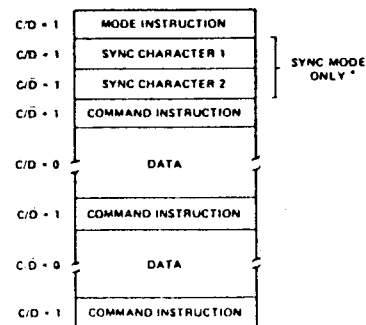 C/D̅ = 1 MODE INSTRUCTION
C/D̅ = 1 SYNC CHARACTER 1
SYNC MODE
ONLY *
C/D̅ = 1 SYNC CHARACTER 2
C/D̅ = 1 COMMAND INSTRUCTION
C/D̅ = 0 DATA
C/D̅ = 1 COMMAND INSTRUCTION
C/D̅ = 0 DATA
C/D̅ = 1 COMMAND INSTRUCTION